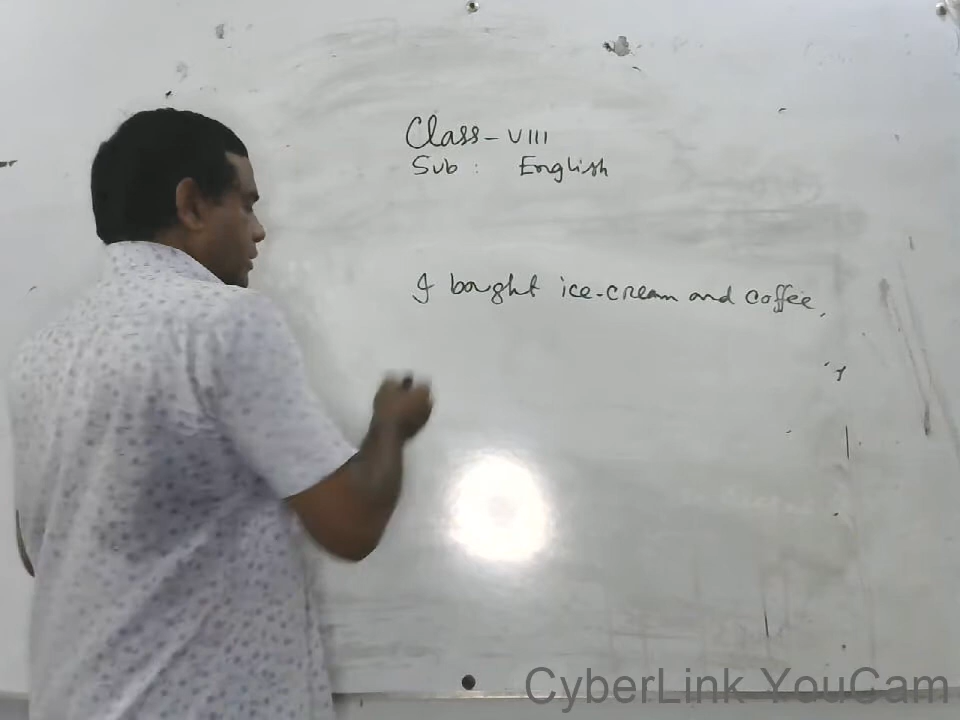 Class - VIII
Sub : English
I bought ice-cream and coffee,
CyberLink YouCam